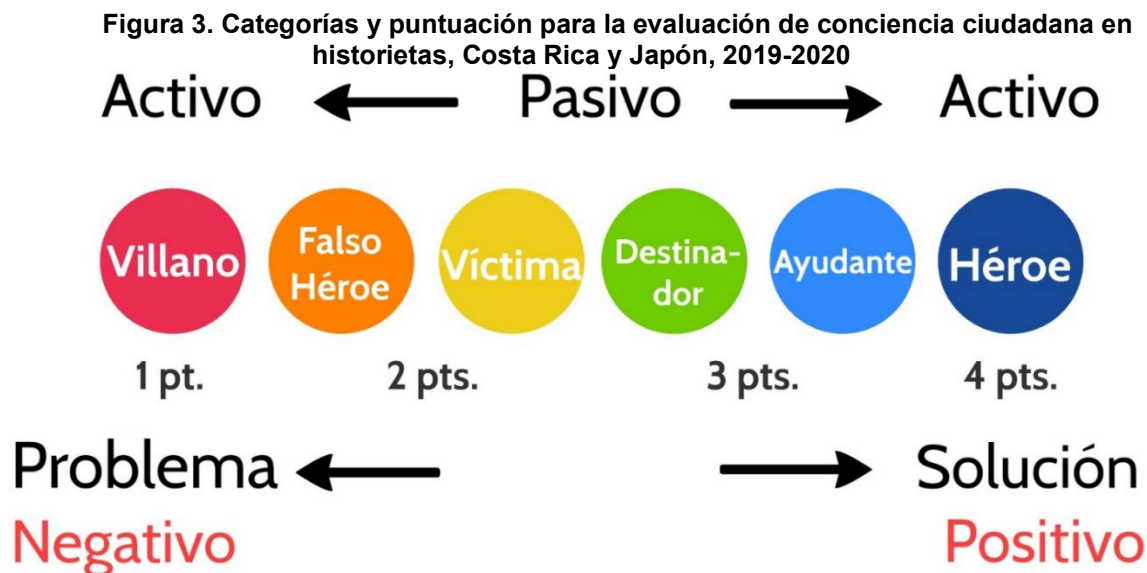 Figura 3. Categorías y puntuación para la evaluación de conciencia ciudadana en
historietas, Costa Rica y Japón, 2019-2020
Activo Pasivo Activo
Villano
Falso
Héroe
Víctima
Destina-
dor
Ayudante
Héroe
1 pt. 2 pts. 3 pts. 4 pts.
Problema Solución
Negativo Positivo